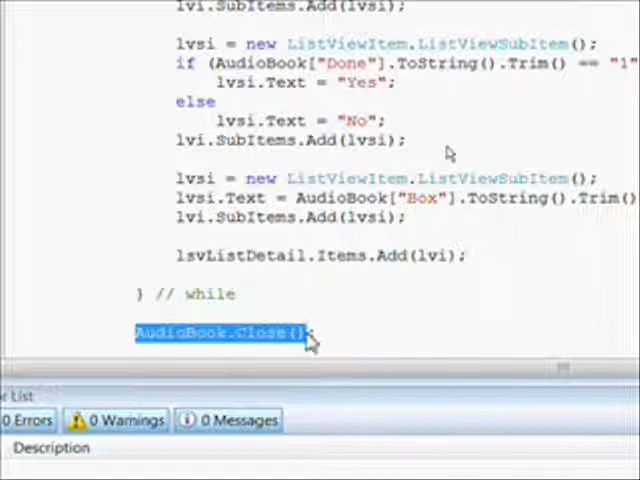 lvi.SubItems.Add(lvsi);
lvsi = new ListViewItem.ListViewSubItem();
if (AudioBook["Done"].ToString().Trim() == "1"
lvsi.Text = "Yes";
else
lvsi.Text = "No";
lvi.SubItems.Add(lvsi);
lvsi = new ListViewItem.ListViewSubItem();
lvsi.Text = AudioBook["Box"].ToString().Trim()
lvi.SubItems.Add(lvsi);
lsvListDetail.Items.Add(lvi);
} // while
AudioBook.Close();
r List
0 Errors 0 Warnings 0 Messages
Description